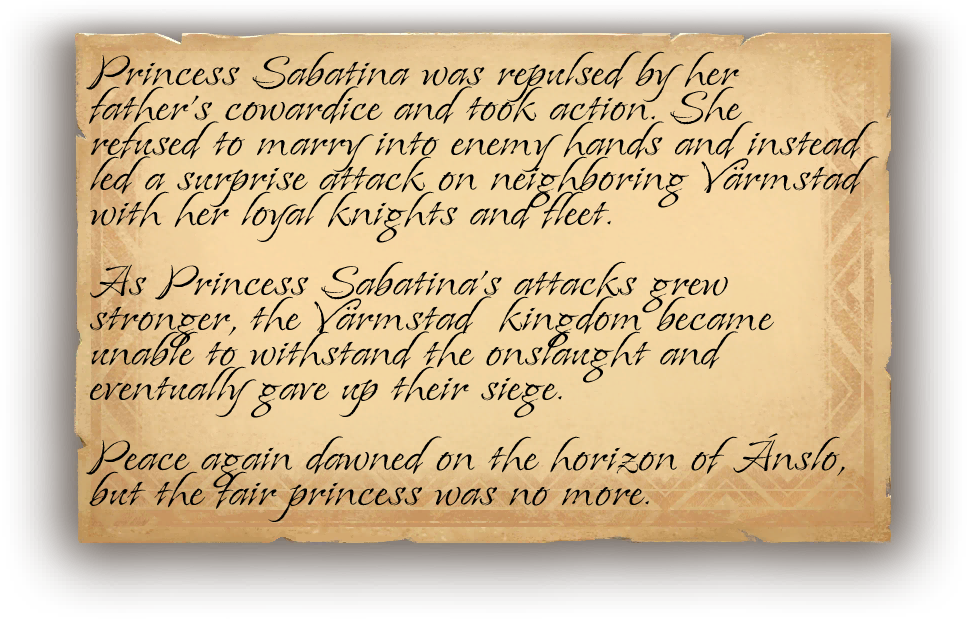 Princess Sabatina was repulsed by her
father's cowardice and took action. She
refused to marry into enemy hands and instead
led a surprise attack on neighboring Värmstad
with her loyal knights and fleet.
As Princess Sabatina's attacks grew
stronger, the Värmstad kingdom became
unable to withstand the onslaught and
eventually gave up their siege.
Peace again dawned on the horizon of Ánslo,
but the fair princess was no more.